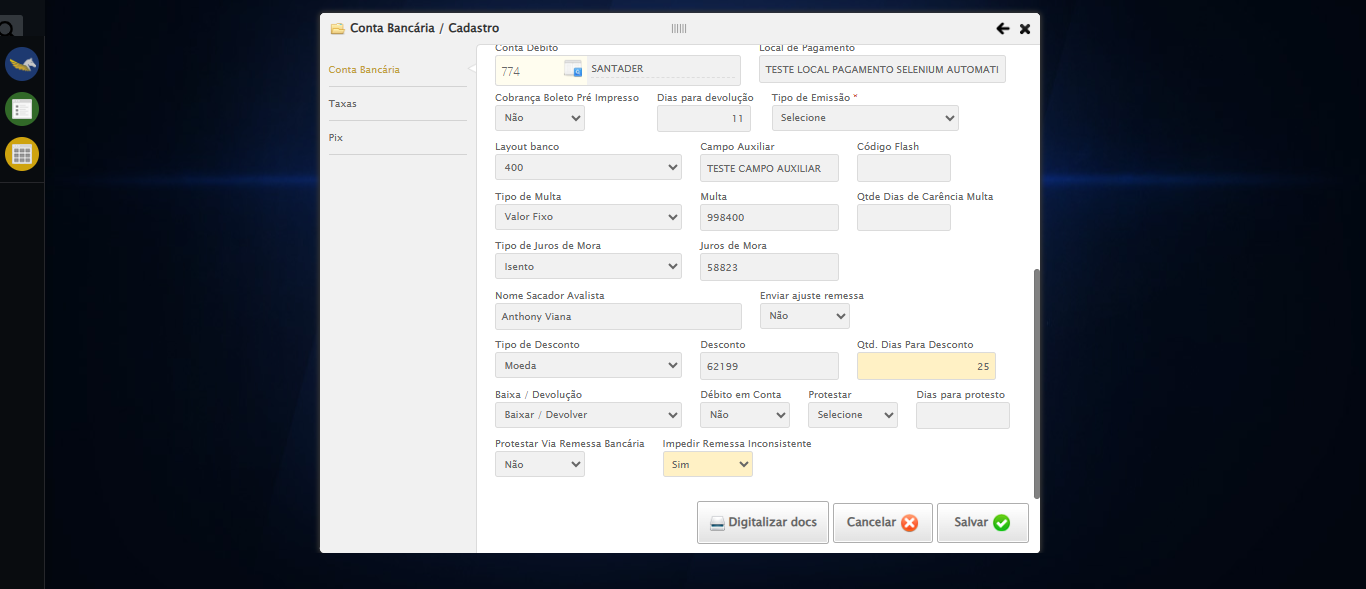 Conta Bancária / Cadastro
Conta Bancária
Taxas
Pix
Conta Débito
Local de Pagamento
774
SANTADER
TESTE LOCAL PAGAMENTO SELENIUM AUTOMATI
Cobrança Boleto Pré Impresso
Dias para devolução
Tipo de Emissão *
Não
11
Selecione
Layout banco
Campo Auxiliar
Código Flash
400
TESTE CAMPO AUXILIAR
Tipo de Multa
Multa
Qtde Dias de Carência Multa
Valor Fixo
998400
Tipo de Juros de Mora
Juros de Mora
Isento
58823
Nome Sacador Avalista
Enviar ajuste remessa
Anthony Viana
Não
Tipo de Desconto
Desconto
Qtd. Dias Para Desconto
Moeda
62199
25
Baixa / Devolução
Débito em Conta
Protestar
Dias para protesto
Baixar / Devolver
Não
Selecione
Protestar Via Remessa Bancária
Impedir Remessa Inconsistente
Não
Sim
Digitalizar docs
Cancelar
Salvar